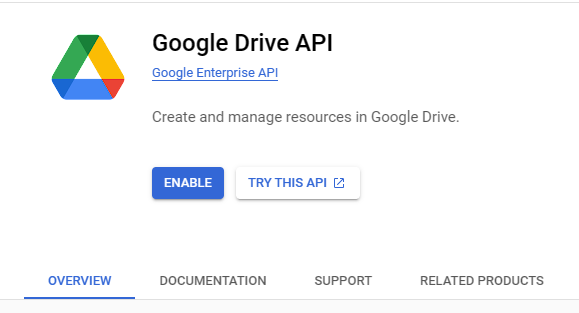 Google Drive API
Google Enterprise API
Create and manage resources in Google Drive.
ENABLE TRY THIS API
OVERVIEW DOCUMENTATION SUPPORT RELATED PRODUCTS